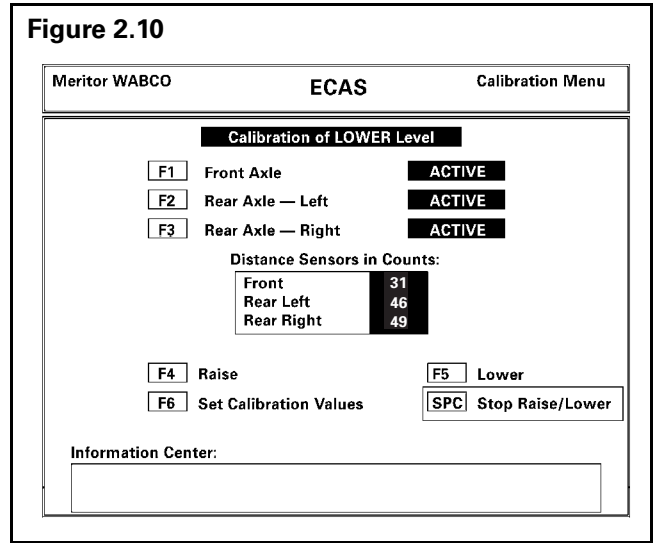 Figure 2.10
Meritor WABCO ECAS Calibration Menu
Calibration of LOWER Level
F1 Front Axle ACTIVE
F2 Rear Axle — Left ACTIVE
F3 Rear Axle — Right ACTIVE
Distance Sensors in Counts:
Front 31
Rear Left 46
Rear Right 49
F4 Raise F5 Lower
F6 Set Calibration Values SPC Stop Raise/Lower
Information Center: